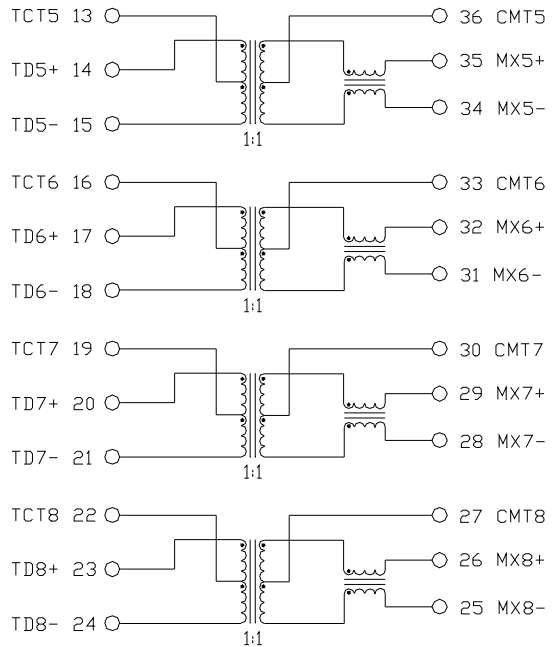 TCT5 13 36 CMT5
TD5+ 14 35 MX5+
TD5- 15 34 MX5-
1:1
TCT6 16 33 CMT6
TD6+ 17 32 MX6+
TD6- 18 31 MX6-
1:1
TCT7 19 30 CMT7
TD7+ 20 29 MX7+
TD7- 21 28 MX7-
1:1
TCT8 22 27 CMT8
TD8+ 23 26 MX8+
TD8- 24 25 MX8-
1:1